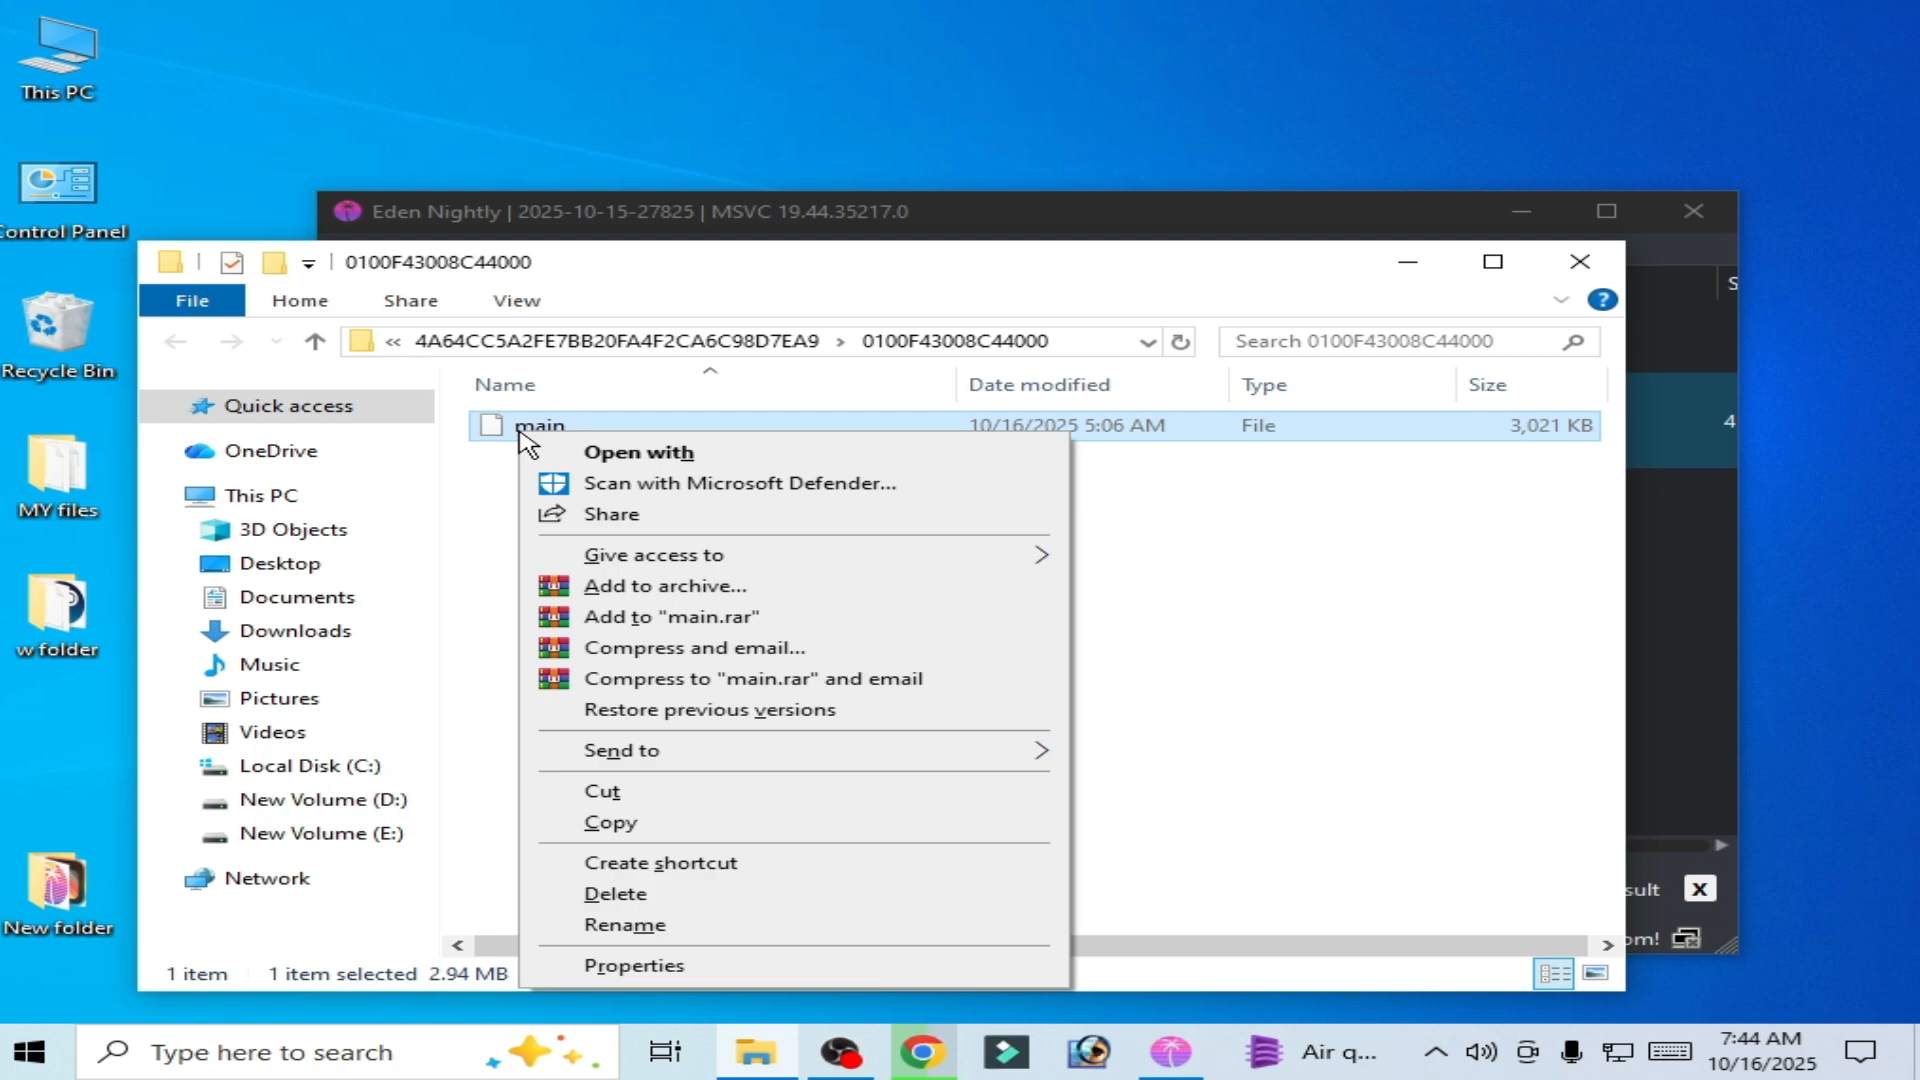 This PC
Control Panel
Recycle Bin
MY files
w folder
New folder
Eden Nightly | 2025-10-15-27825 | MSVC 19.44.35217.0
0100F43008C44000
File Home Share View
« 4A64CC5A2FE7BB20FA4F2CA6C98D7EA9 › 0100F43008C44000
Search 0100F43008C44000
Name Date modified Type Size
main 10/16/2025 5:06 AM File 3,021 KB
Quick access
OneDrive
This PC
3D Objects
Desktop
Documents
Downloads
Music
Pictures
Videos
Local Disk (C:)
New Volume (D:)
New Volume (E:)
Network
Open with
Scan with Microsoft Defender...
Share
Give access to
Add to archive...
Add to "main.rar"
Compress and email...
Compress to "main.rar" and email
Restore previous versions
Send to
Cut
Copy
Create shortcut
Delete
Rename
Properties
S
4
sult X
om!
1 item 1 item selected 2.94 MB
Type here to search
Air q...
7:44 AM
10/16/2025